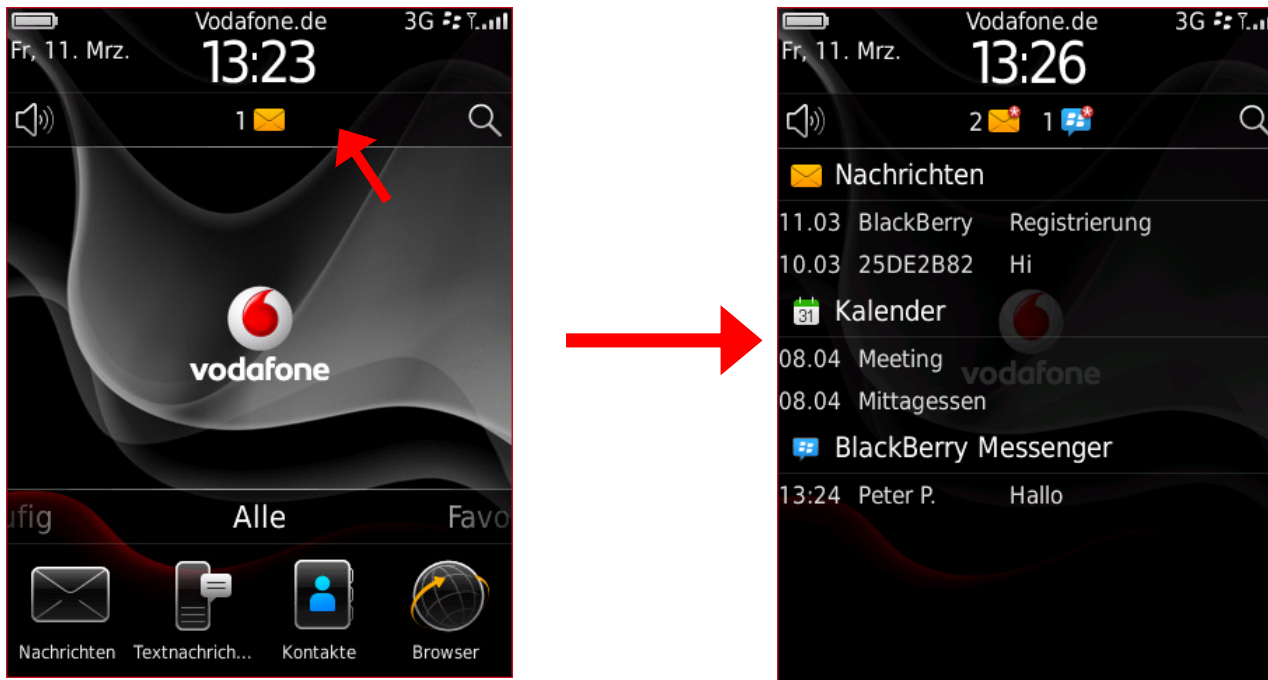 Vodafone.de
3G
Fr, 11. Mrz.
13:23
1
vodafone
ufig
Alle
Favo
Nachrichten
Textnachrich...
Kontakte
Browser
Vodafone.de
3G
Fr, 11. Mrz.
13:26
2 1
Nachrichten
11.03 BlackBerry Registrierung
10.03 25DE2B82 Hi
31 Kalender
08.04 Meeting
vodafone
08.04 Mittagessen
BlackBerry Messenger
13:24 Peter P. Hallo